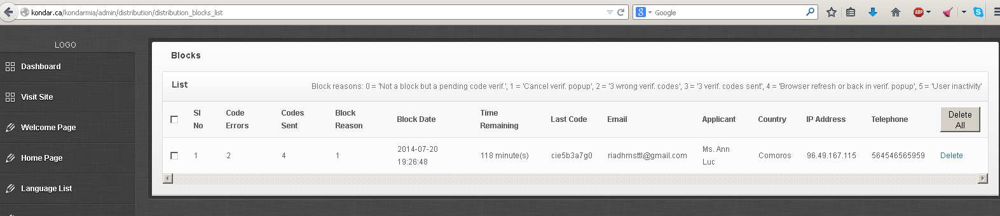 kondar.ca/kondarmia/admin/distribution/distribution_blocks_list
Google
ABP
LOGO
Dashboard
Visit Site
Welcome Page
Home Page
Language List
Blocks
List
Block reasons: 0 = 'Not a block but a pending code verif.', 1 = 'Cancel verif. popup', 2 = '3 wrong verif. codes', 3 = '3 verif. codes sent', 4 = 'Browser refresh or back in verif. popup', 5 = 'User inactivity'
Sl No Code Errors Codes Sent Block Reason Block Date Time Remaining Last Code Email Applicant Country IP Address Telephone Delete All
1 2 4 1 2014-07-20 19:26:48 118 minute(s) cie5b3a7g0 riadhmsttl@gmail.com Ms. Ann Luc Comoros 96.49.167.115 564546565959 Delete